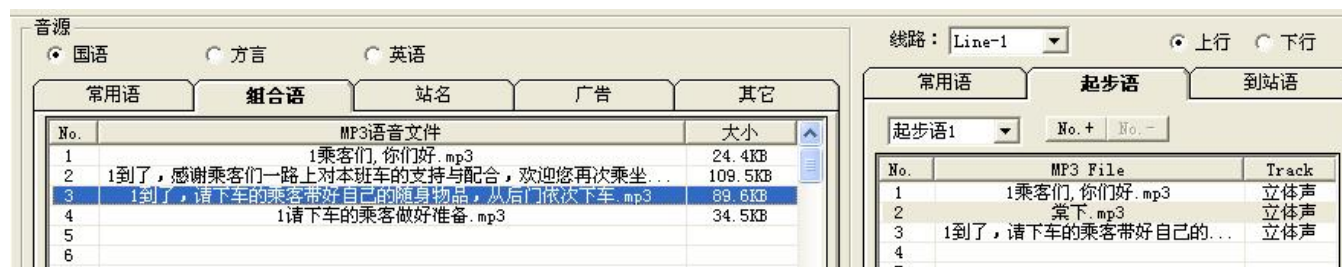 音源
国语 方言 英语
常用语 组合语 站名 广告 其它
No. MP3语音文件 大小
1 1乘客们,你们好.mp3 24.4KB
2 1到了,感谢乘客们一路上对本班车的支持与配合,欢迎您再次乘坐... 109.5KB
3 1到了,请下车的乘客带好自己的随身物品,从后门依次下车.mp3 89.6KB
4 1请下车的乘客做好准备.mp3 34.5KB
5
6
线路: Line-1 上行 下行
常用语 起步语 到站语
起步语1 No.+ No.-
No. MP3 File Track
1 1乘客们,你们好.mp3 立体声
2 棠下.mp3 立体声
3 1到了,请下车的乘客带好自己的... 立体声
4